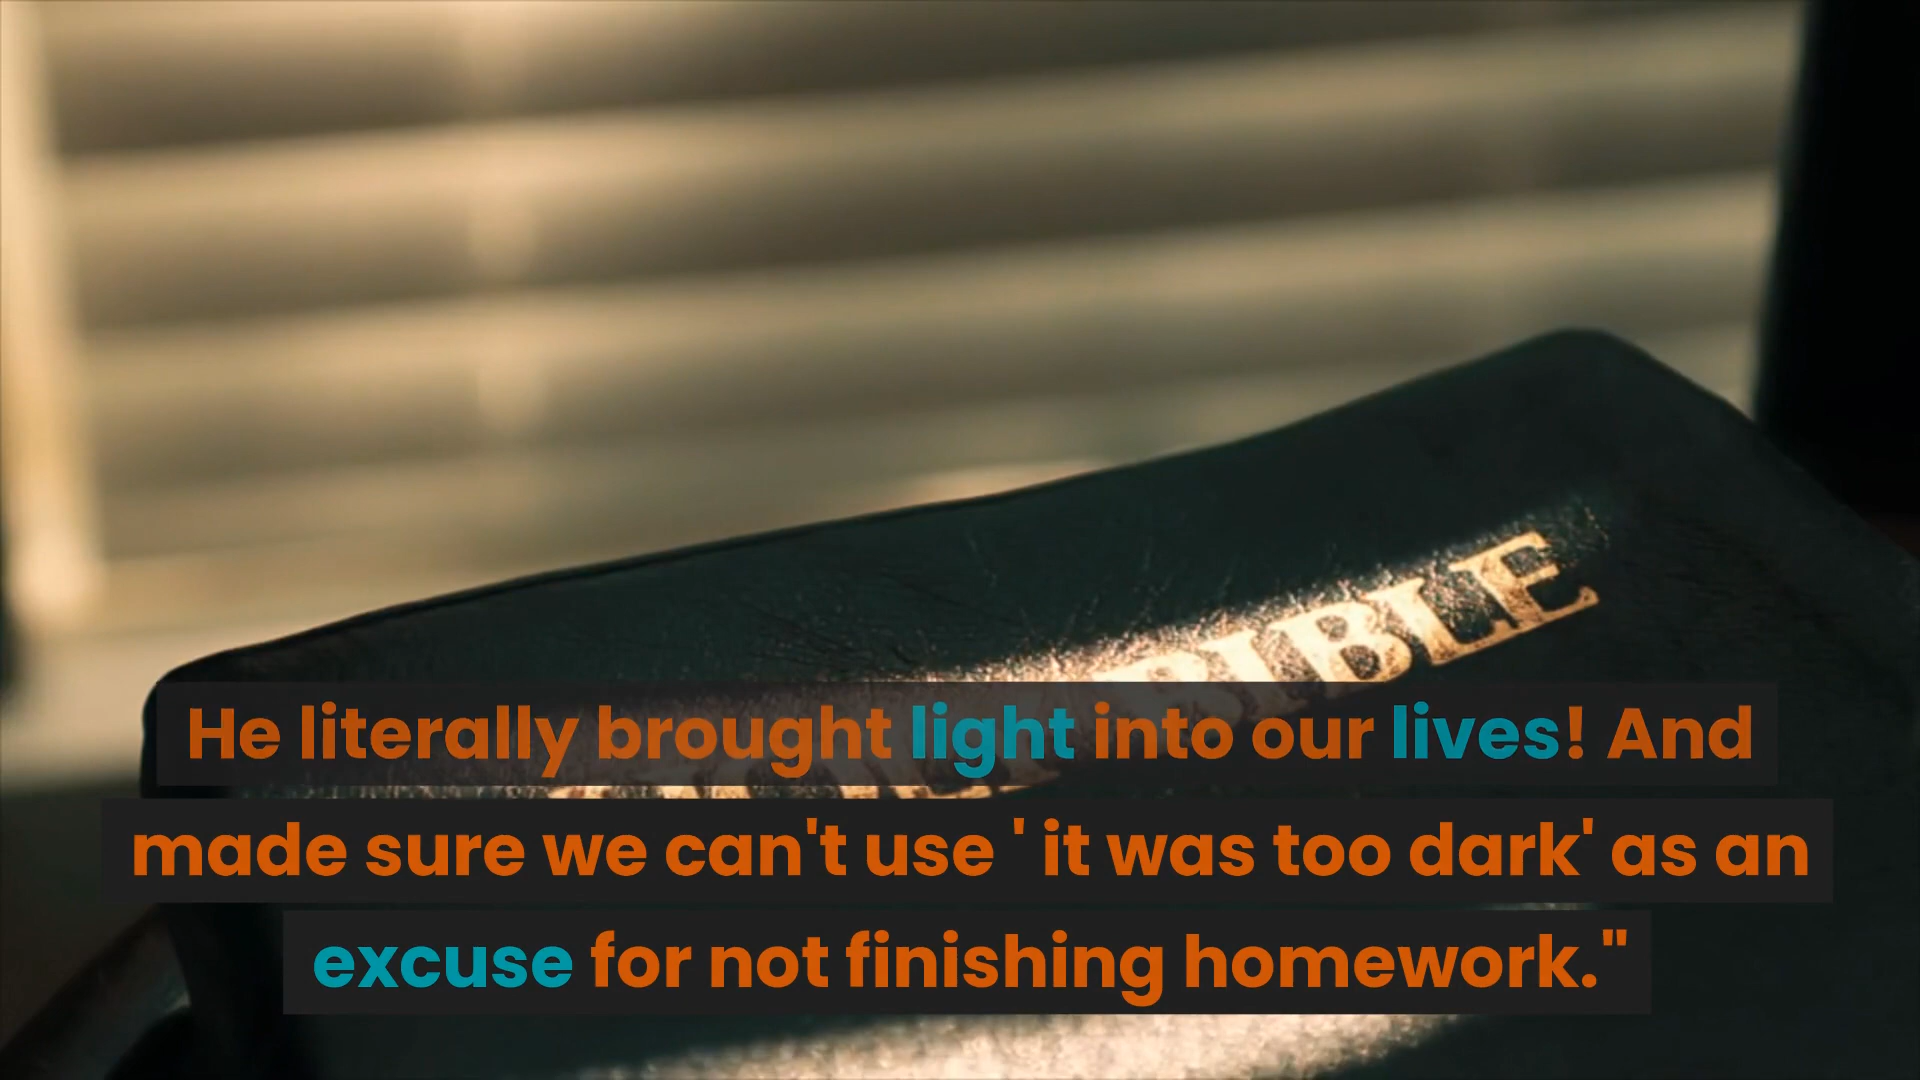 BIBLE
He literally brought light into our lives! And
made sure we can't use ' it was too dark' as an
excuse for not finishing homework."